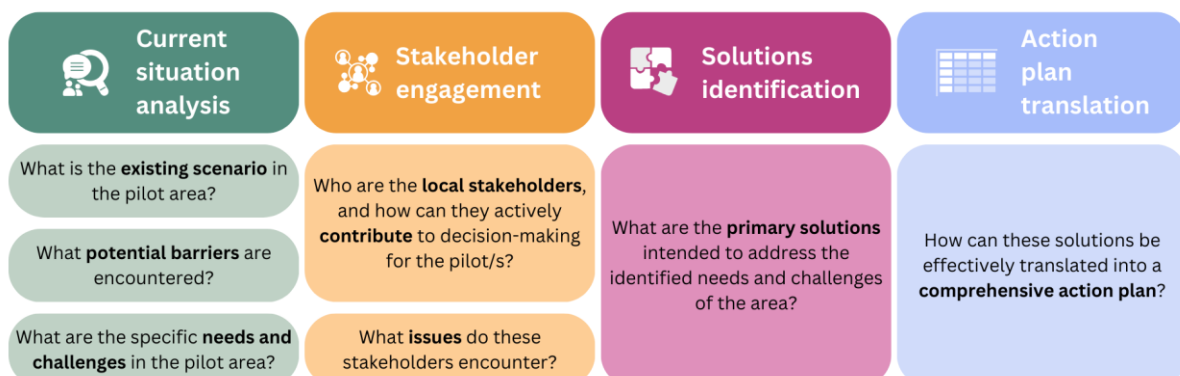 Current
situation
analysis
What is the existing scenario in
the pilot area?
What potential barriers are
encountered?
What are the specific needs and
challenges in the pilot area?
Stakeholder
engagement
Who are the local stakeholders,
and how can they actively
contribute to decision-making
for the pilot/s?
What issues do these
stakeholders encounter?
Solutions
identification
What are the primary solutions
intended to address the
identified needs and challenges
of the area?
Action
plan
translation
How can these solutions be
effectively translated into a
comprehensive action plan?